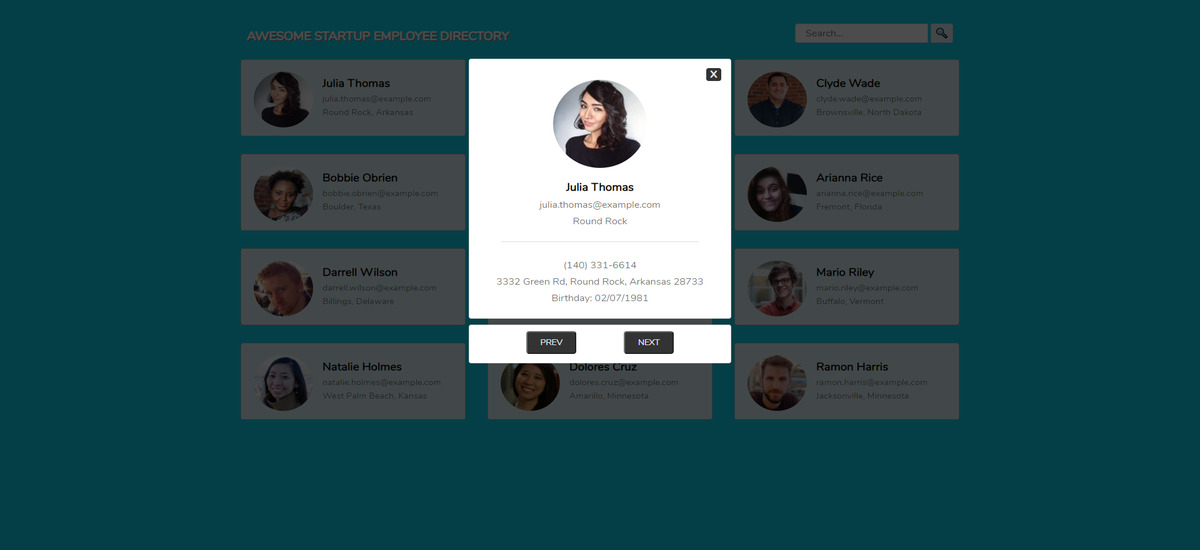 AWESOME STARTUP EMPLOYEE DIRECTORY
Search...
Julia Thomas
julia.thomas@example.com
Round Rock, Arkansas
X
Julia Thomas
julia.thomas@example.com
Round Rock
(140) 331-6614
3332 Green Rd, Round Rock, Arkansas 28733
Birthday: 02/07/1981
PREV
NEXT
Clyde Wade
clyde.wade@example.com
Brownsville, North Dakota
Bobbie Obrien
bobbie.obrien@example.com
Boulder, Texas
Arianna Rice
arianna.rice@example.com
Fremont, Florida
Darrell Wilson
darrell.wilson@example.com
Billings, Delaware
Mario Riley
mario.riley@example.com
Buffalo, Vermont
Natalie Holmes
natalie.holmes@example.com
West Palm Beach, Kansas
Dolores Cruz
dolores.cruz@example.com
Amarillo, Minnesota
Ramon Harris
ramon.harris@example.com
Jacksonville, Minnesota